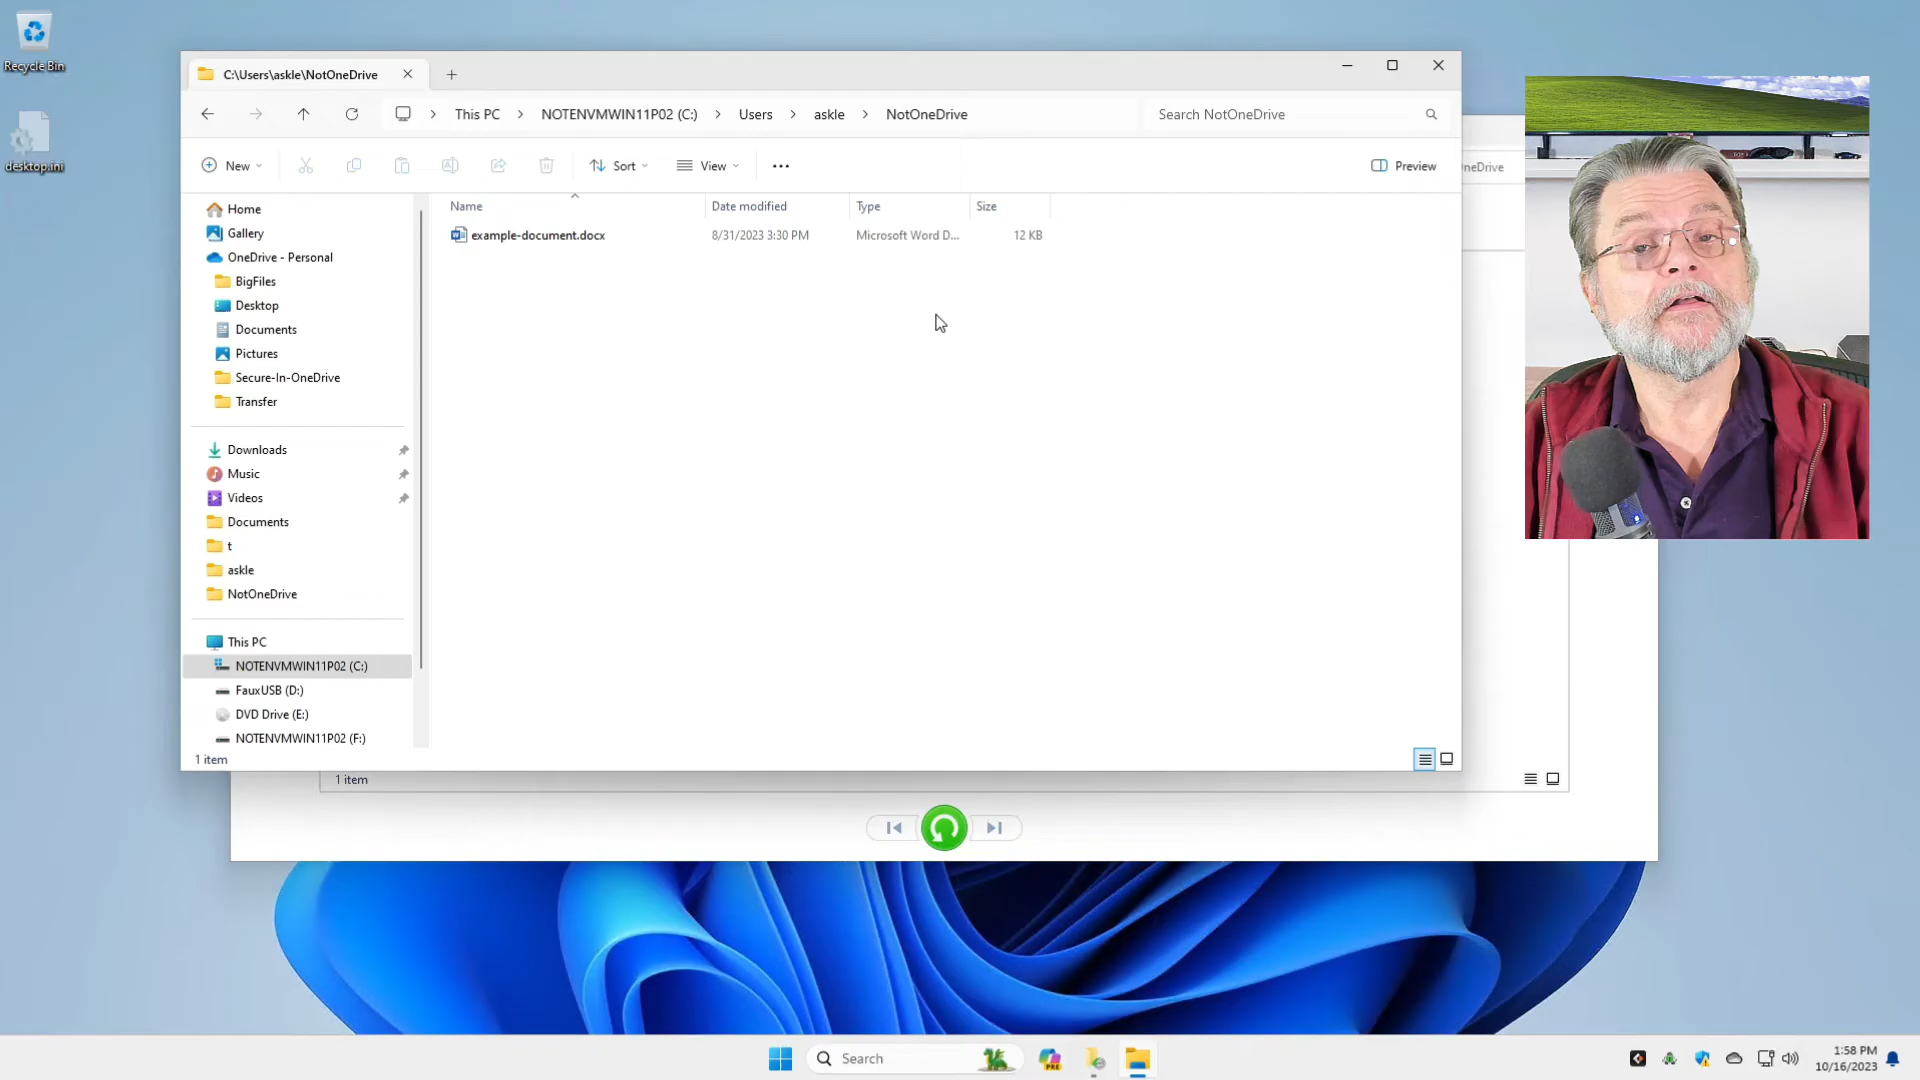 Recycle Bin
desktop.ini
C:\Users\askle\NotOneDrive
This PC
NOTENVMWIN11P02 (C:)
Users
askle
NotOneDrive
Search NotOneDrive
New
Sort
View
Preview
neDrive
Name
Date modified
Type
Size
example-document.docx
8/31/2023 3:30 PM
Microsoft Word D...
12 KB
Home
Gallery
OneDrive - Personal
BigFiles
Desktop
Documents
Pictures
Secure-In-OneDrive
Transfer
Downloads
Music
Videos
Documents
t
askle
NotOneDrive
This PC
NOTENVMWIN11P02 (C:)
FauxUSB (D:)
DVD Drive (E:)
NOTENVMWIN11P02 (F:)
1 item
1 item
Search
PRE
1:58 PM
10/16/2023